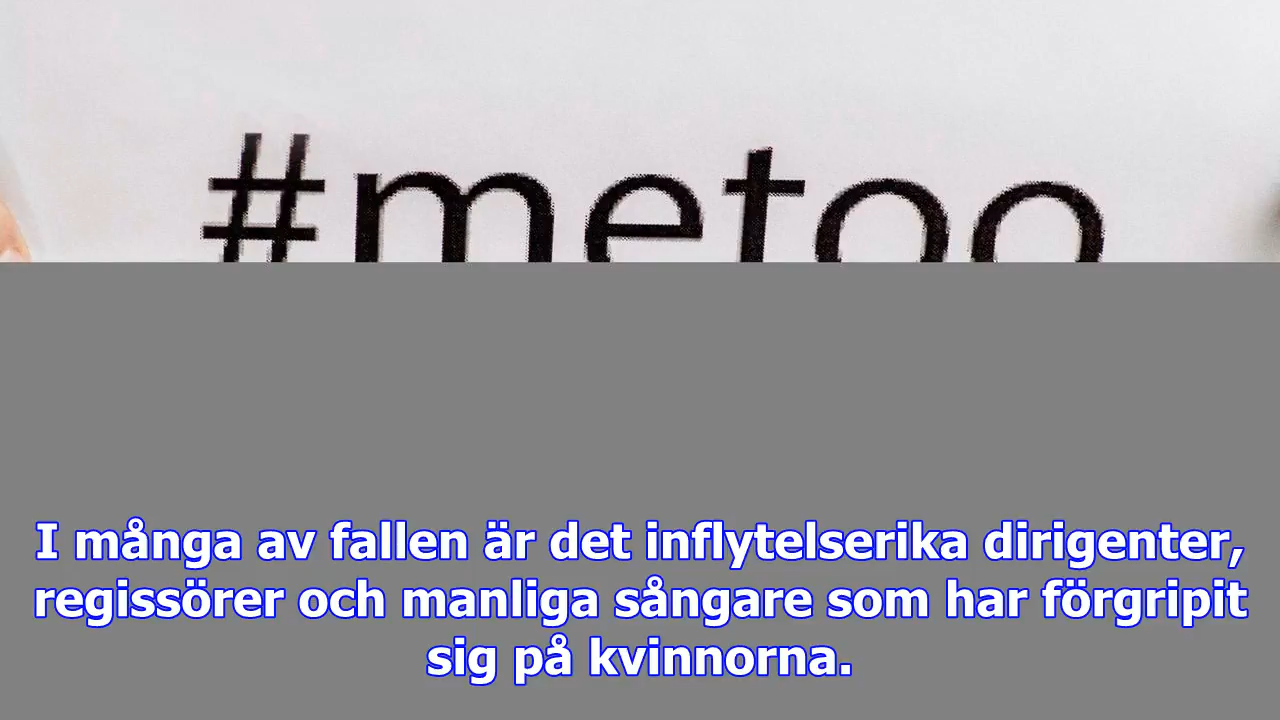 #metoo
I många av fallen är det inflytelserika dirigenter,
regissörer och manliga sångare som har förgripit
sig på kvinnorna.